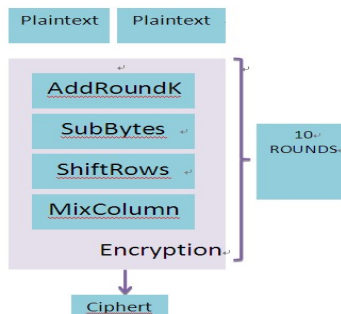 Plaintext Plaintext
AddRoundK
SubBytes
ShiftRows
MixColumn
10
ROUNDS
Encryption
Ciphert